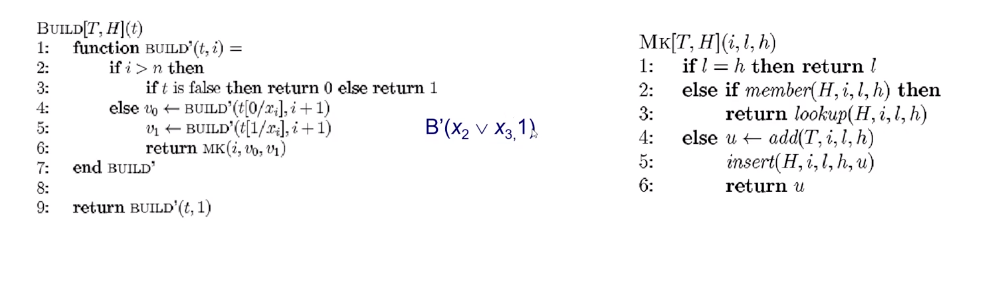 BUILD[T, H](t)
1: function BUILD'(t, i) =
2: if i > n then
3: if t is false then return 0 else return 1
4: else v₀ ← BUILD'(t[0/xᵢ], i + 1)
5: v₁ ← BUILD'(t[1/xᵢ], i + 1)
6: return MK(i, v₀, v₁)
7: end BUILD'
8:
9: return BUILD'(t, 1)
B'(x₂ ∨ x₃,1)
MK[T, H](i, l, h)
1: if l = h then return l
2: else if member(H, i, l, h) then
3: return lookup(H, i, l, h)
4: else u ← add(T, i, l, h)
5: insert(H, i, l, h, u)
6: return u